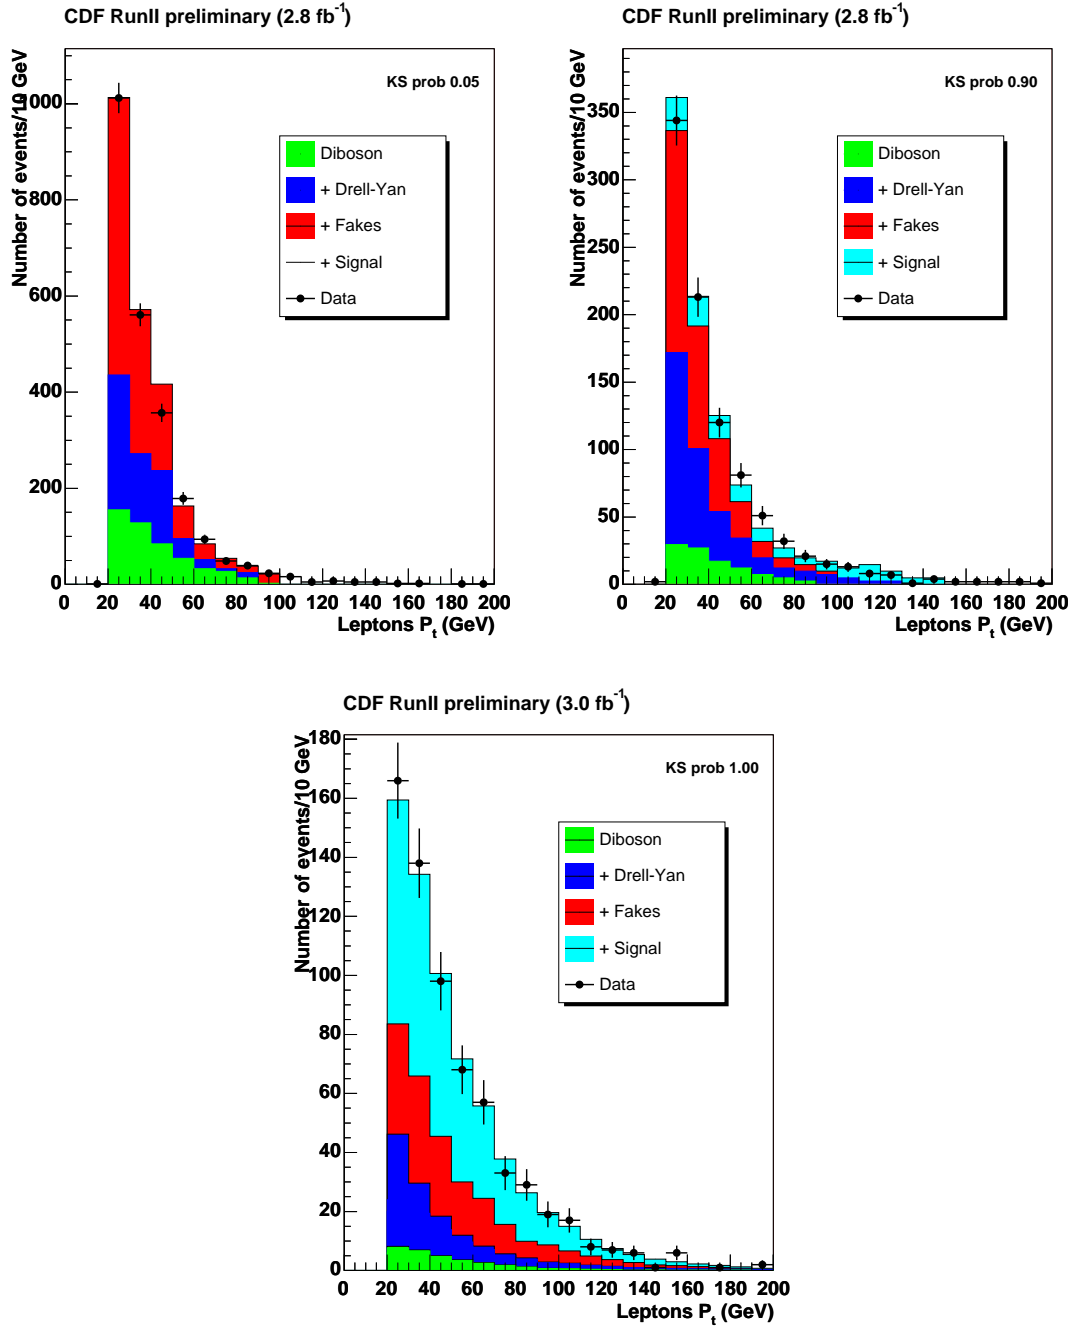 CDF RunII preliminary (2.8 fb-1)
Number of events/10 GeV
KS prob 0.05
Diboson
+ Drell-Yan
+ Fakes
+ Signal
Data
1000
800
600
400
200
0
0 20 40 60 80 100 120 140 160 180 200
Leptons Pt (GeV)
CDF RunII preliminary (2.8 fb-1)
Number of events/10 GeV
KS prob 0.90
Diboson
+ Drell-Yan
+ Fakes
+ Signal
Data
350
300
250
200
150
100
50
0
0 20 40 60 80 100 120 140 160 180 200
Leptons Pt (GeV)
CDF RunII preliminary (3.0 fb-1)
Number of events/10 GeV
KS prob 1.00
Diboson
+ Drell-Yan
+ Fakes
+ Signal
Data
180
160
140
120
100
80
60
40
20
0
0 20 40 60 80 100 120 140 160 180 200
Leptons Pt (GeV)